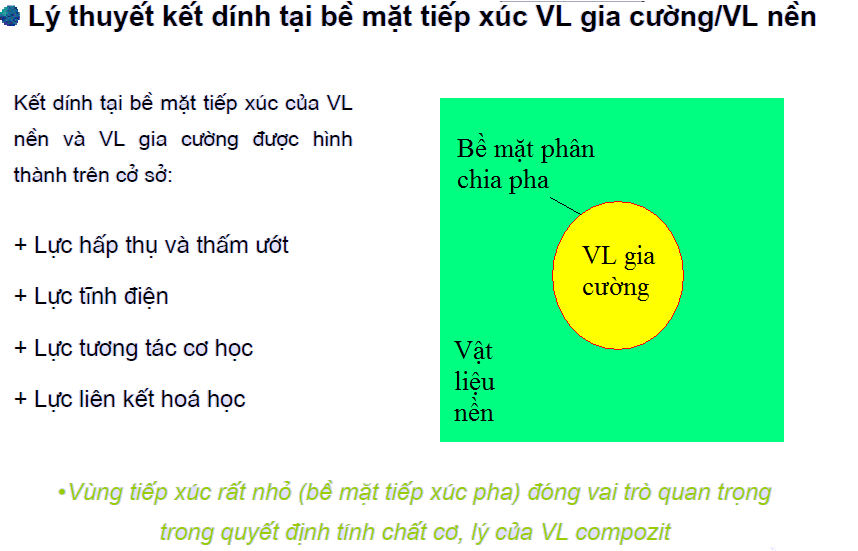 Lý thuyết kết dính tại bề mặt tiếp xúc VL gia cường/VL nền
Kết dính tại bề mặt tiếp xúc của VL
nền và VL gia cường được hình
thành trên cở sở:
+ Lực hấp thụ và thấm ướt
+ Lực tĩnh điện
+ Lực tương tác cơ học
+ Lực liên kết hoá học
Bề mặt phân
chia pha
VL gia
cường
Vật
liệu
nền
•Vùng tiếp xúc rất nhỏ (bề mặt tiếp xúc pha) đóng vai trò quan trọng
trong quyết định tính chất cơ, lý của VL compozit